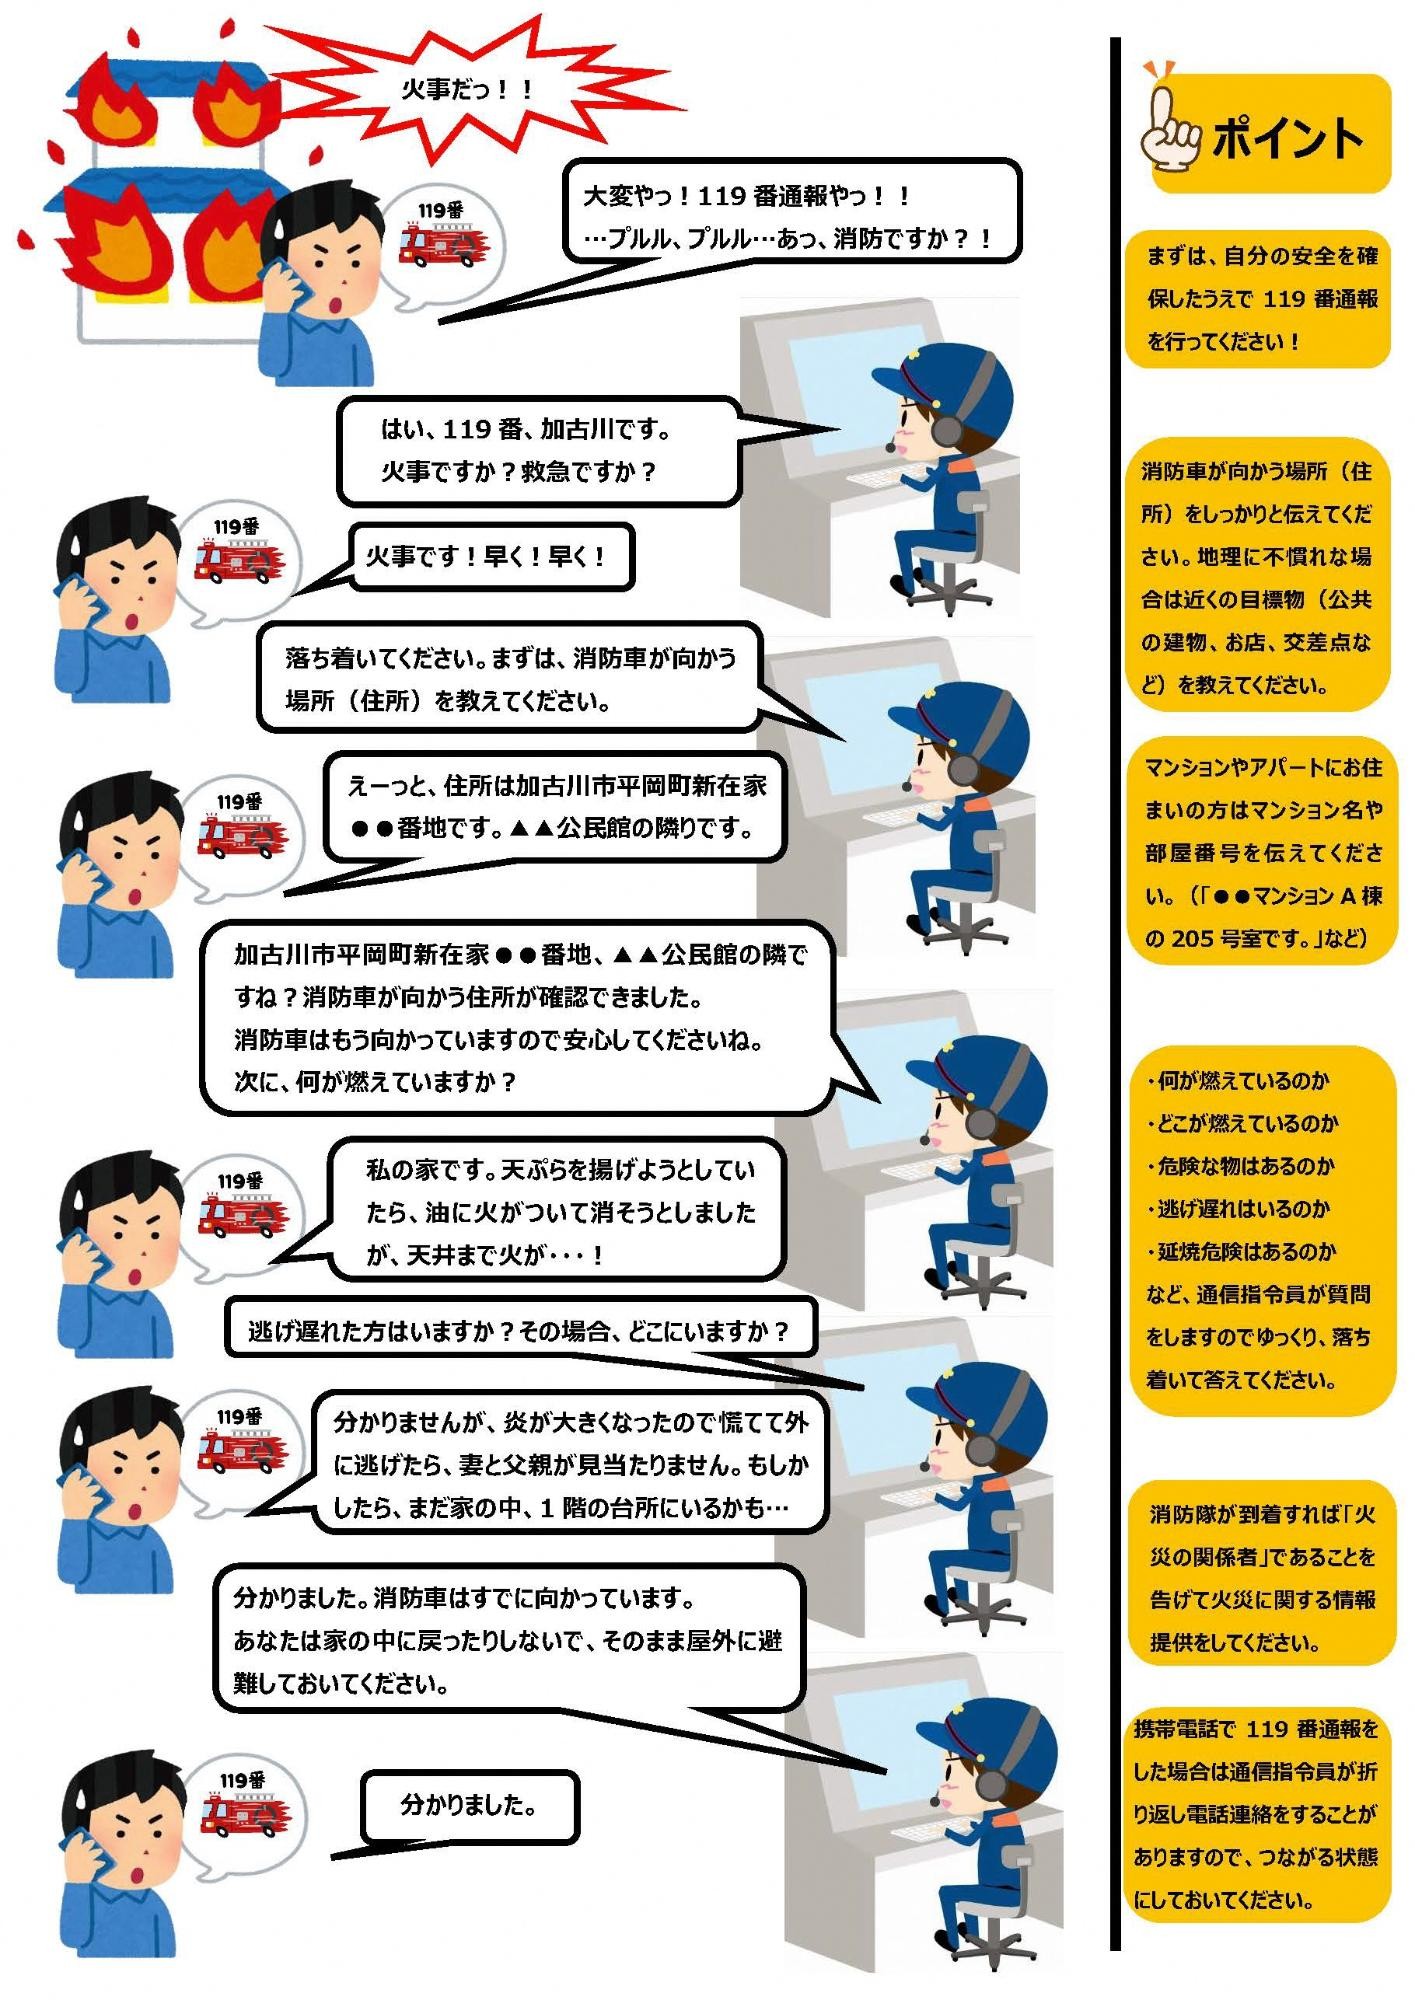 火事だっ！！
大変やっ！119 番通報やっ！！
…プルル、プルル…あっ、消防ですか？！
119番
はい、119 番、加古川です。
火事ですか？救急ですか？
119番
火事です！早く！早く！
落ち着いてください。まずは、消防車が向かう
場所（住所）を教えてください。
119番
えーっと、住所は加古川市平岡町新在家
●●番地です。▲▲公民館の隣りです。
加古川市平岡町新在家●●番地、▲▲公民館の隣で
すね？消防車が向かう住所が確認できました。
消防車はもう向かっていますので安心してくださいね。
次に、何が燃えていますか？
119番
私の家です。天ぷらを揚げようとしてい
たら、油に火がついて消そうとしました
が、天井まで火が･･･！
逃げ遅れた方はいますか？その場合、どこにいますか？
119番
分かりませんが、炎が大きくなったので慌てて外
に逃げたら、妻と父親が見当たりません。もしか
したら、まだ家の中、1 階の台所にいるかも…
分かりました。消防車はすでに向かっています。
あなたは家の中に戻ったりしないで、そのまま屋外に避
難しておいてください。
119番
分かりました。
ポイント
まずは、自分の安全を確
保したうえで 119 番通報
を行ってください！
消防車が向かう場所（住
所）をしっかりと伝えてくだ
さい。地理に不慣れな場
合は近くの目標物（公共
の建物、お店、交差点な
ど）を教えてください。
マンションやアパートにお住
まいの方はマンション名や
部屋番号を伝えてくださ
い。（「●●マンション A 棟
の 205 号室です。」など）
・何が燃えているのか
・どこが燃えているのか
・危険な物はあるのか
・逃げ遅れはいるのか
・延焼危険はあるのか
など、通信指令員が質問
をしますのでゆっくり、落ち
着いて答えてください。
消防隊が到着すれば「火
災の関係者」であることを
告げて火災に関する情報
提供をしてください。
携帯電話で 119 番通報を
した場合は通信指令員が折
り返し電話連絡をすることが
ありますので、つながる状態
にしておいてください。